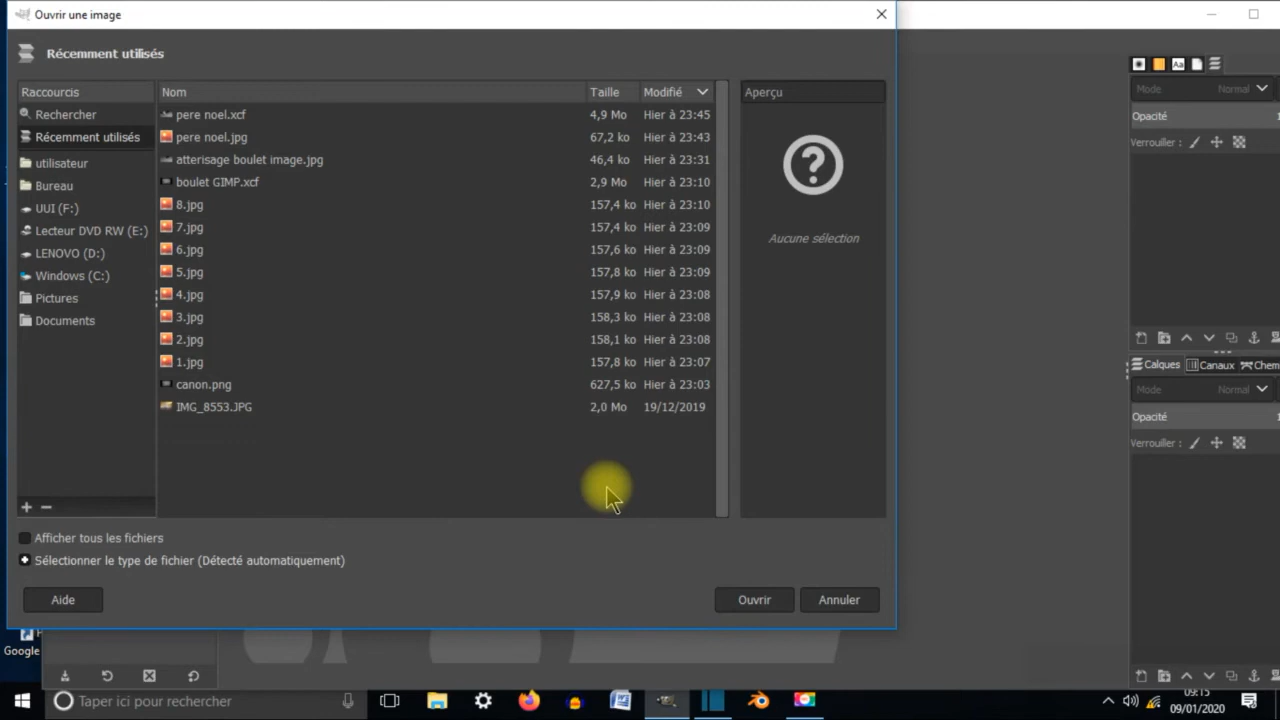 Ouvrir une image
Récemment utilisés
Raccourcis
Rechercher
Récemment utilisés
utilisateur
Bureau
UUI (F:)
Lecteur DVD RW (E:)
LENOVO (D:)
Windows (C:)
Pictures
Documents
Nom Taille Modifié
pere noel.xcf 4,9 Mo Hier à 23:45
pere noel.jpg 67,2 ko Hier à 23:43
atterisage boulet image.jpg 46,4 ko Hier à 23:31
boulet GIMP.xcf 2,9 Mo Hier à 23:10
8.jpg 157,4 ko Hier à 23:10
7.jpg 157,4 ko Hier à 23:09
6.jpg 157,6 ko Hier à 23:09
5.jpg 157,8 ko Hier à 23:09
4.jpg 157,9 ko Hier à 23:08
3.jpg 158,3 ko Hier à 23:08
2.jpg 158,1 ko Hier à 23:08
1.jpg 157,8 ko Hier à 23:07
canon.png 627,5 ko Hier à 23:03
IMG_8553.JPG 2,0 Mo 19/12/2019
Aperçu
Aucune sélection
Afficher tous les fichiers
Sélectionner le type de fichier (Détecté automatiquement)
Aide
Ouvrir
Annuler
Aa
Mode Normal
Opacité
Verrouiller :
Calques Canaux Chem
Mode Normal
Opacité
Verrouiller :
Google
Taper ici pour rechercher
09:15
09/01/2020